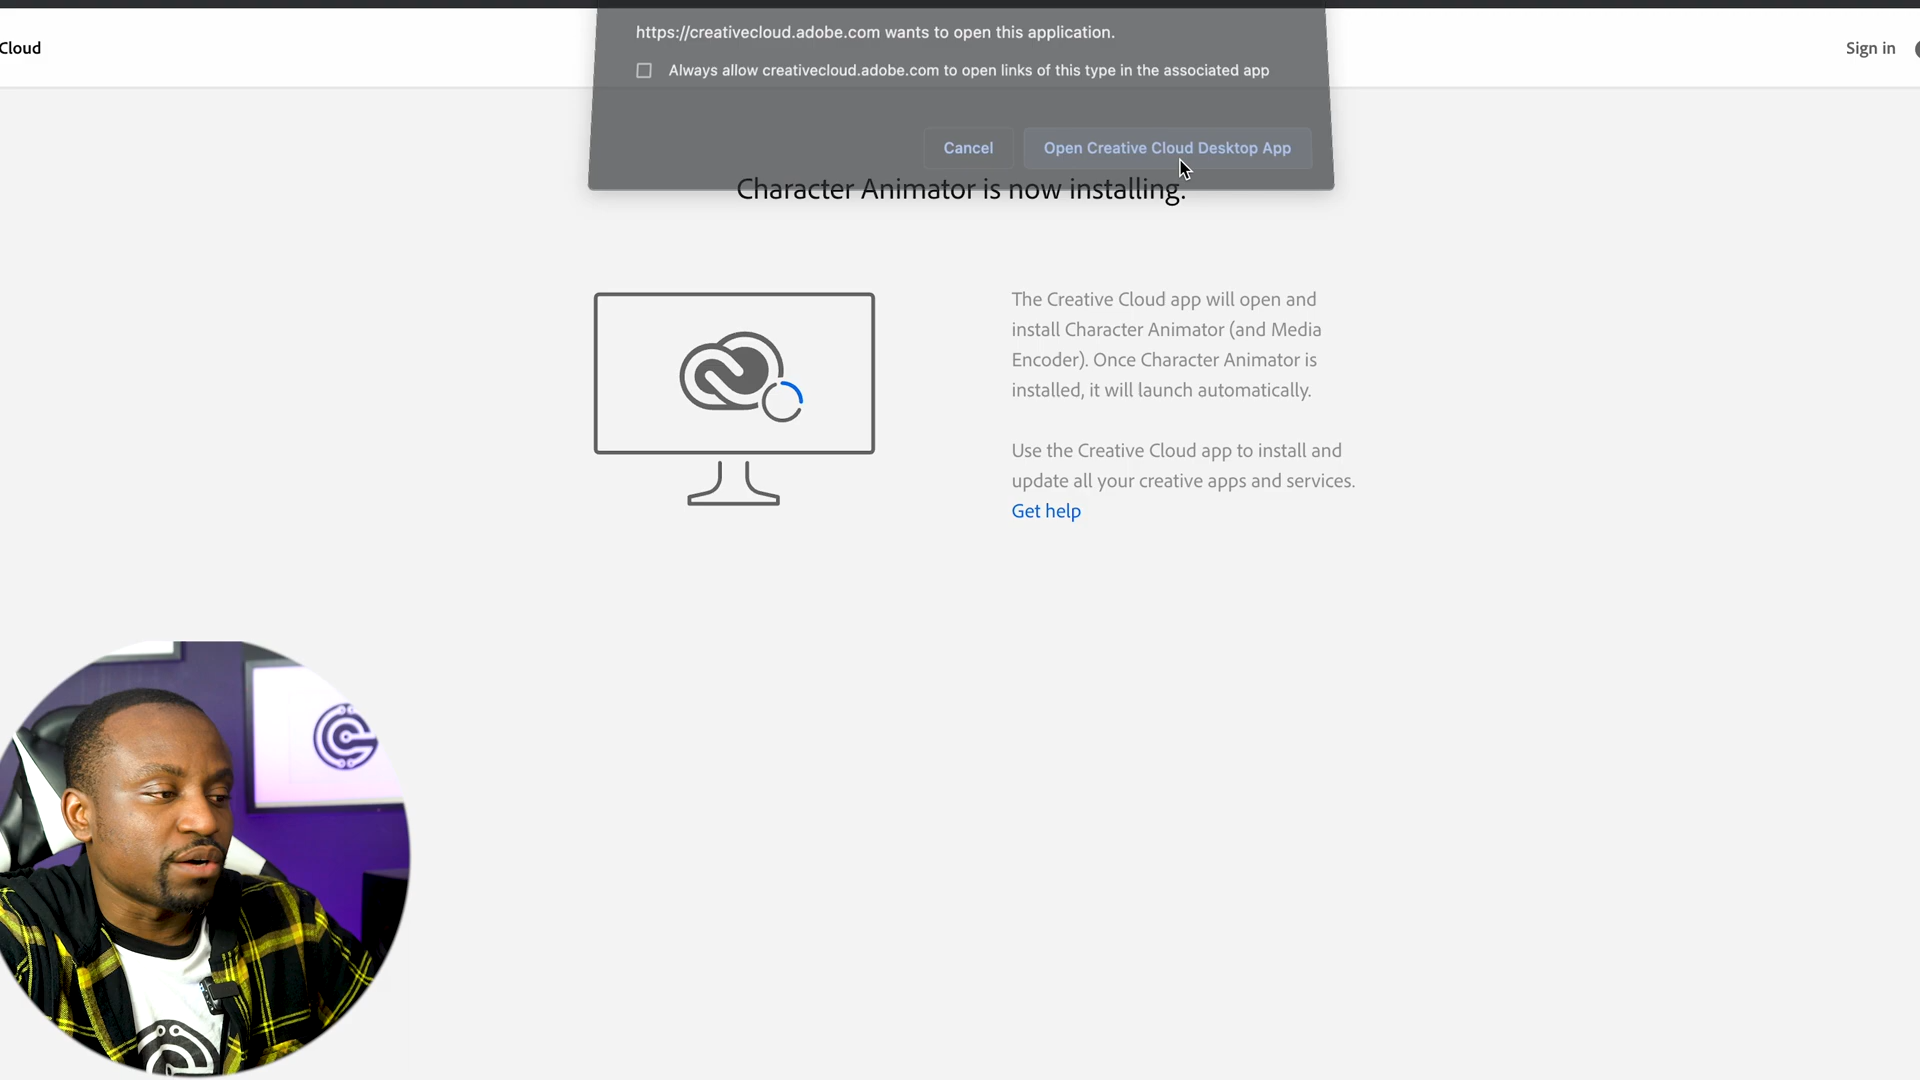 https://creativecloud.adobe.com wants to open this application.
Cloud
Sign in
Always allow creativecloud.adobe.com to open links of this type in the associated app
Cancel
Open Creative Cloud Desktop App
Character Animator is now installing.
The Creative Cloud app will open and
install Character Animator (and Media
Encoder). Once Character Animator is
installed, it will launch automatically.
Use the Creative Cloud app to install and
update all your creative apps and services.
Get help